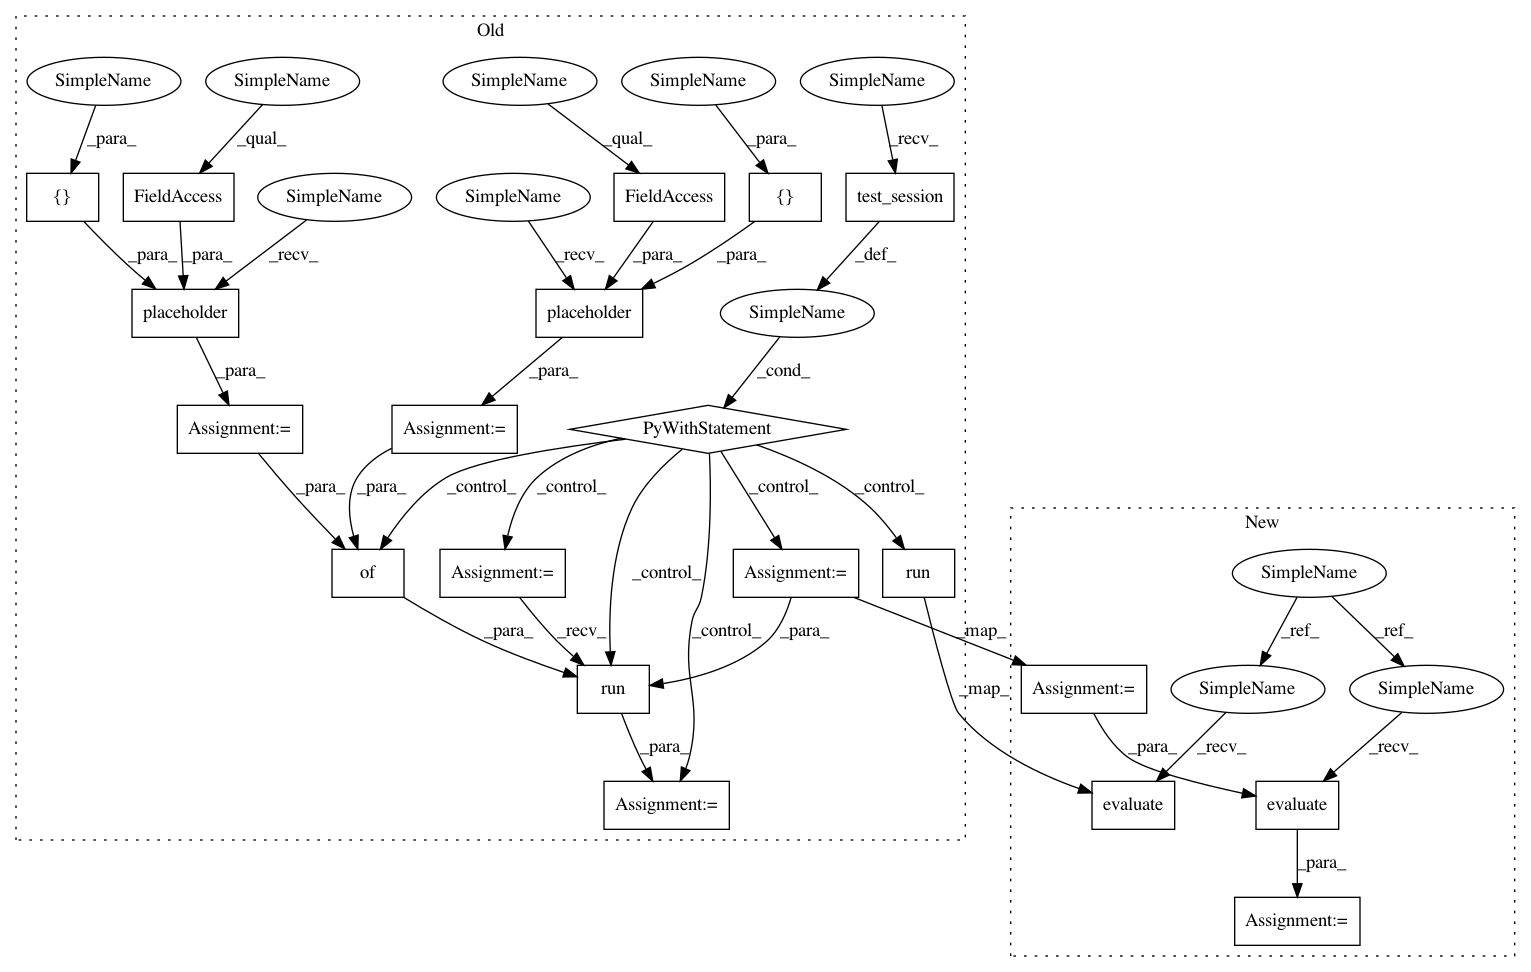 Old
SimpleName SimpleName SimpleName SimpleName SimpleName
_para_ _qual_ _qual_ _para_ _recv_
{} FieldAccess SimpleName SimpleName FieldAccess {} test_session
_para_ _para_ _recv_ _recv_ _para_ _para_ _def_
placeholder placeholder SimpleName
_para_ _para_ _cond_
Assignment:= Assignment:= PyWithStatement
_para_ _para_ _control_ _control_ _control_ _control_
New
of Assignment:= Assignment:= run SimpleName
_control_
_para_ _recv_ _control_ _para_ _map_ _ref_ _ref_
run _map_ Assignment:= SimpleName SimpleName
_para_ _para_ _recv_ _recv_
Assignment:= evaluate evaluate
_para_
Assignment:=